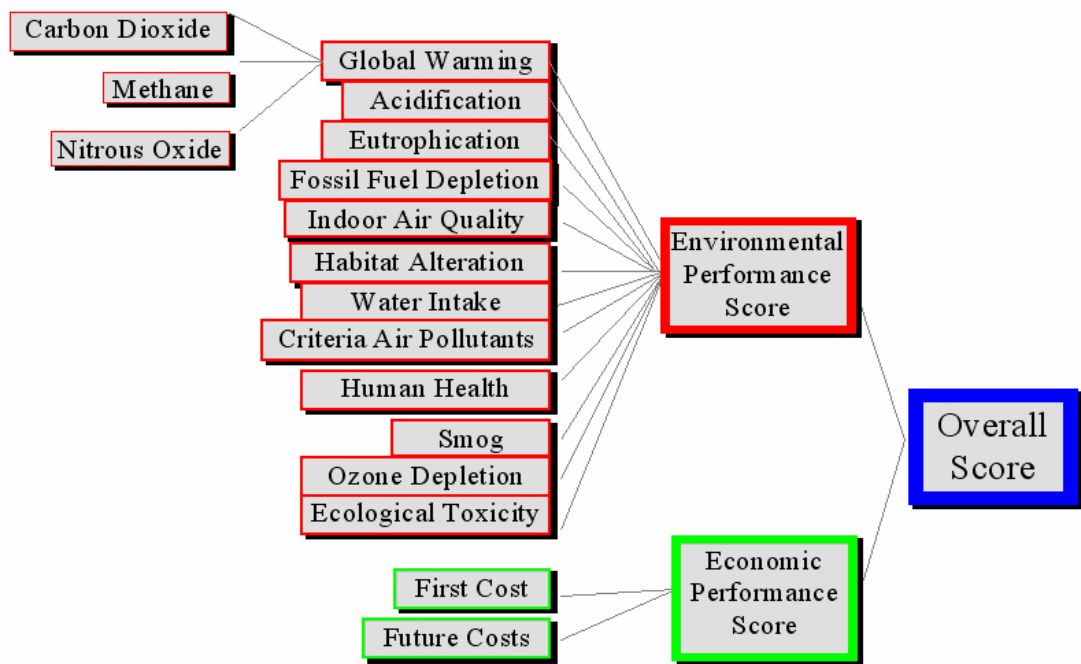 Carbon Dioxide
Methane
Nitrous Oxide
Global Warming
Acidification
Eutrophication
Fossil Fuel Depletion
Indoor Air Quality
Habitat Alteration
Water Intake
Criteria Air Pollutants
Human Health
Smog
Ozone Depletion
Ecological Toxicity
First Cost
Future Costs
Environmental
Performance
Score
Economic
Performance
Score
Overall
Score